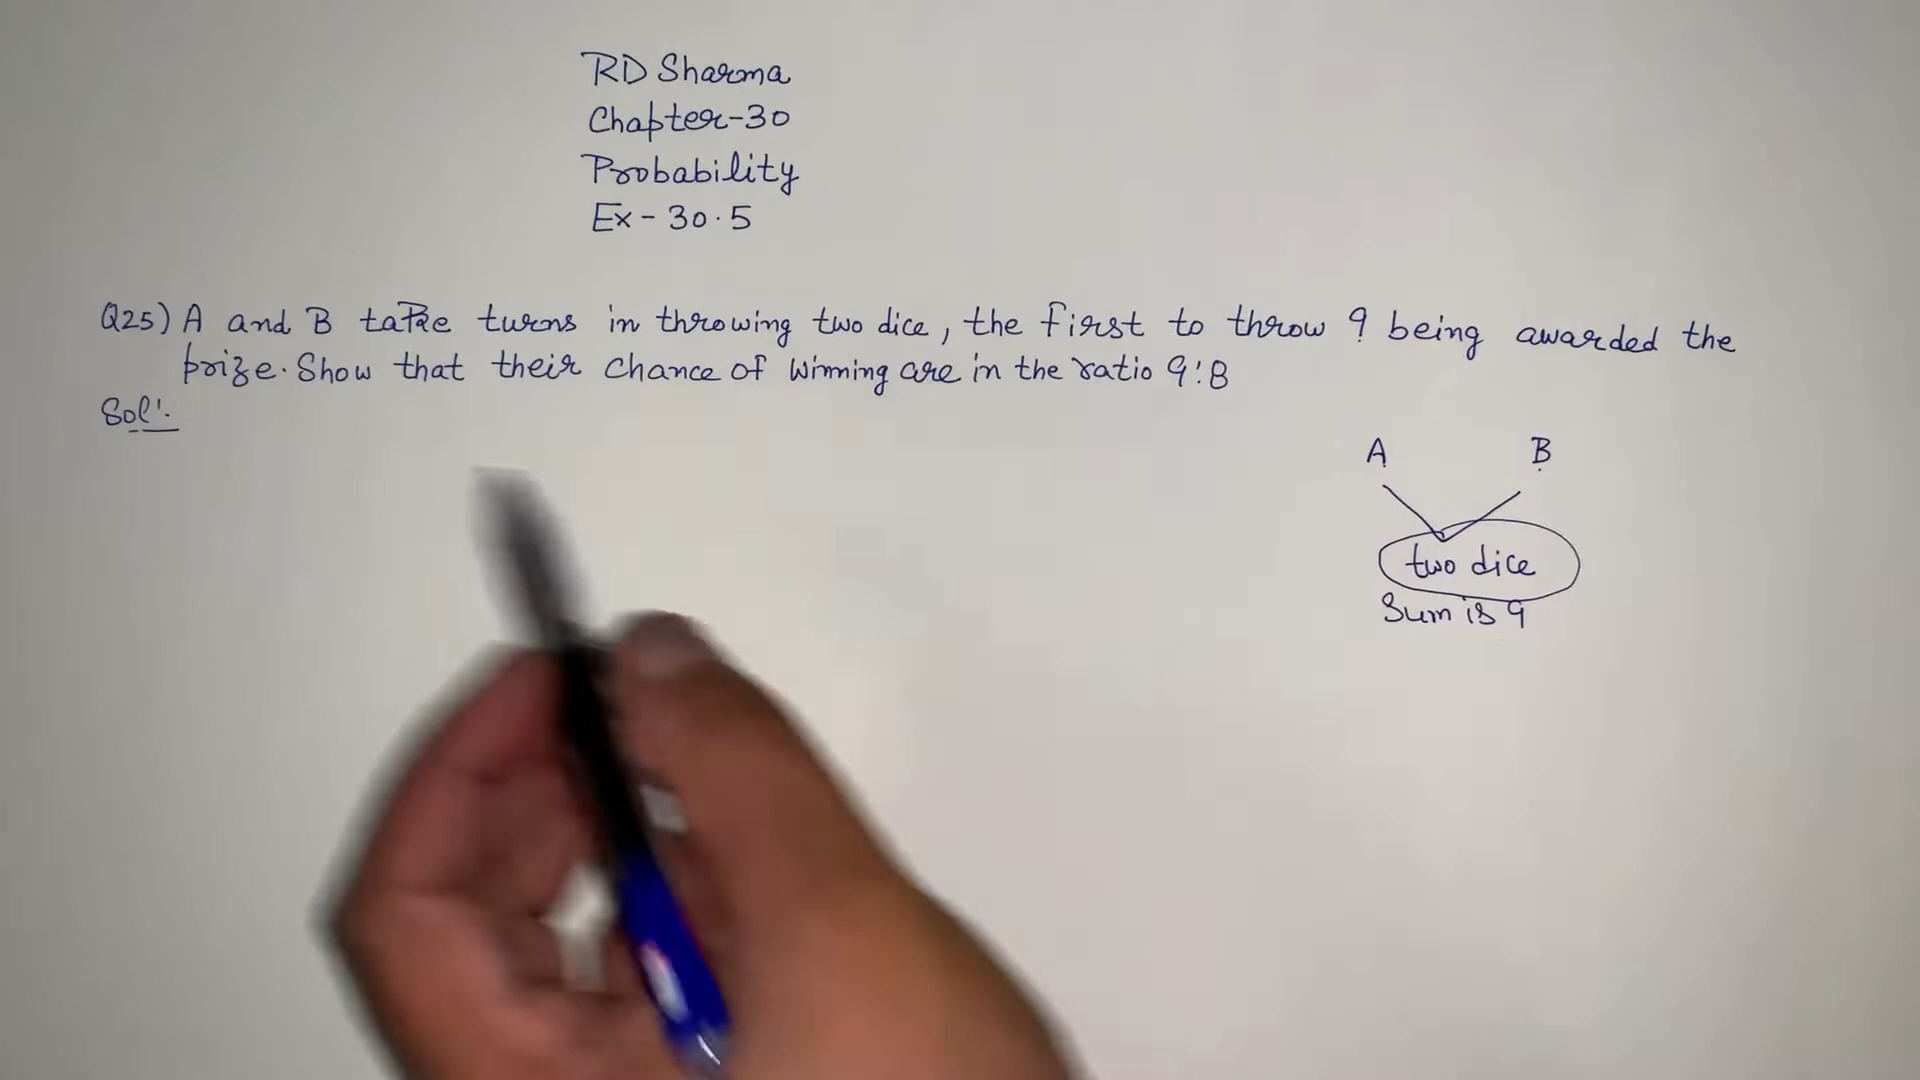 RD Sharma
Chapter-30
Probability
Ex - 30.5
Q25) A and B take turns in throwing two dice, the first to throw 9 being awarded the
prize. Show that their chance of winning are in the ratio 9:8
Sol':
A B
two dice
Sum is 9